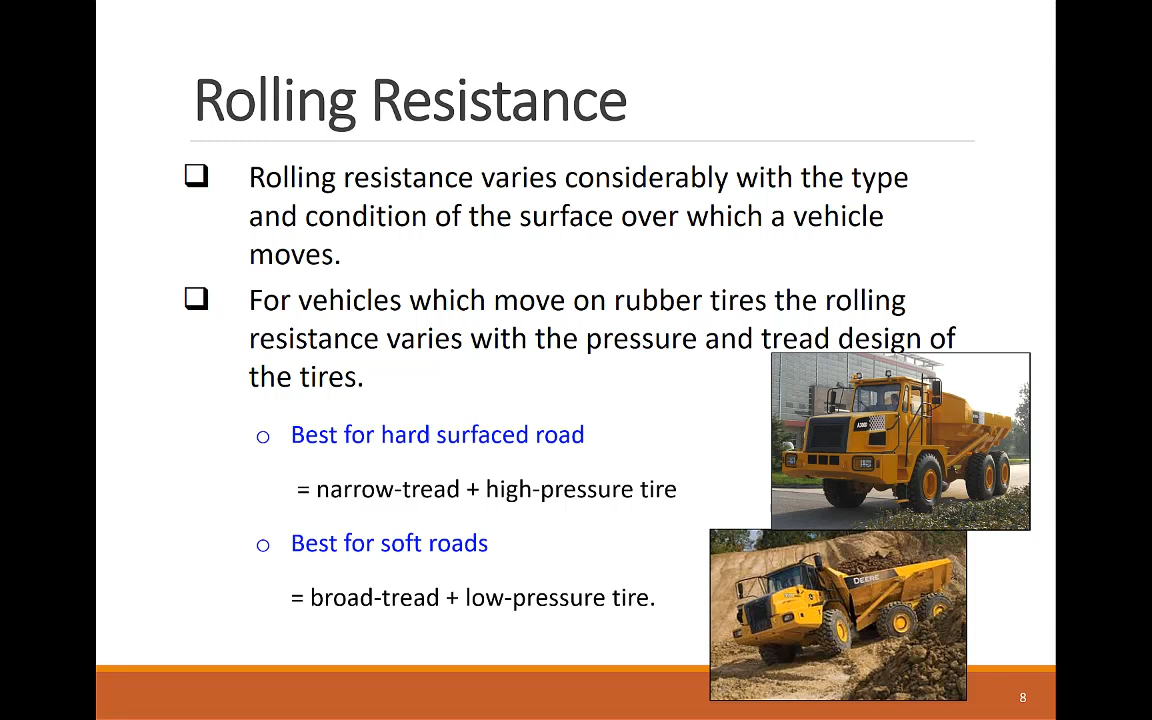 Rolling Resistance
Rolling resistance varies considerably with the type
and condition of the surface over which a vehicle
moves.
For vehicles which move on rubber tires the rolling
resistance varies with the pressure and tread design of
the tires.
Best for hard surfaced road
= narrow-tread + high-pressure tire
Best for soft roads
= broad-tread + low-pressure tire.
DEERE
8